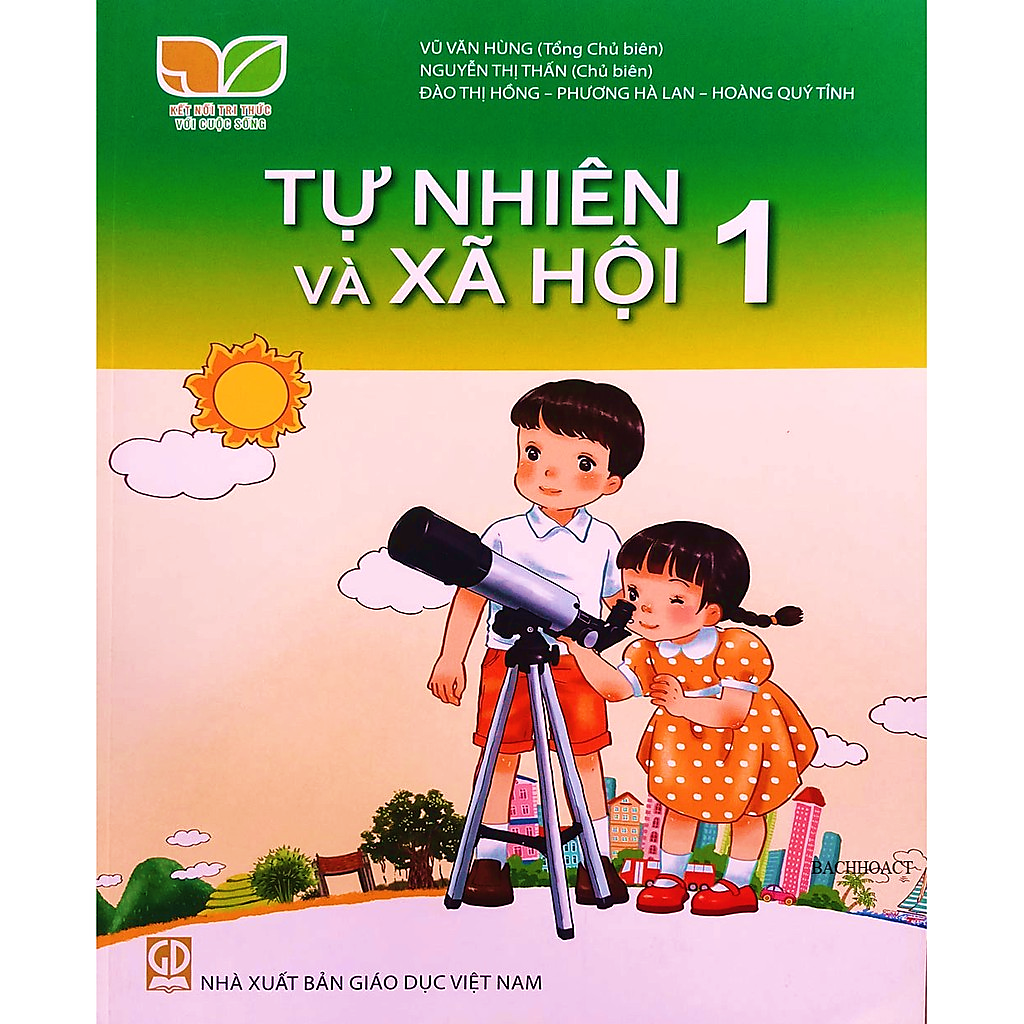 VŨ VĂN HÙNG (Tổng Chủ biên)
NGUYỄN THỊ THẤN (Chủ biên)
ĐÀO THỊ HỒNG – PHƯƠNG HÀ LAN – HOÀNG QUÝ TỈNH
KẾT NỐI TRI THỨC
VỚI CUỘC SỐNG
TỰ NHIÊN
VÀ XÃ HỘI 1
BACHHOACT
GD
NHÀ XUẤT BẢN GIÁO DỤC VIỆT NAM